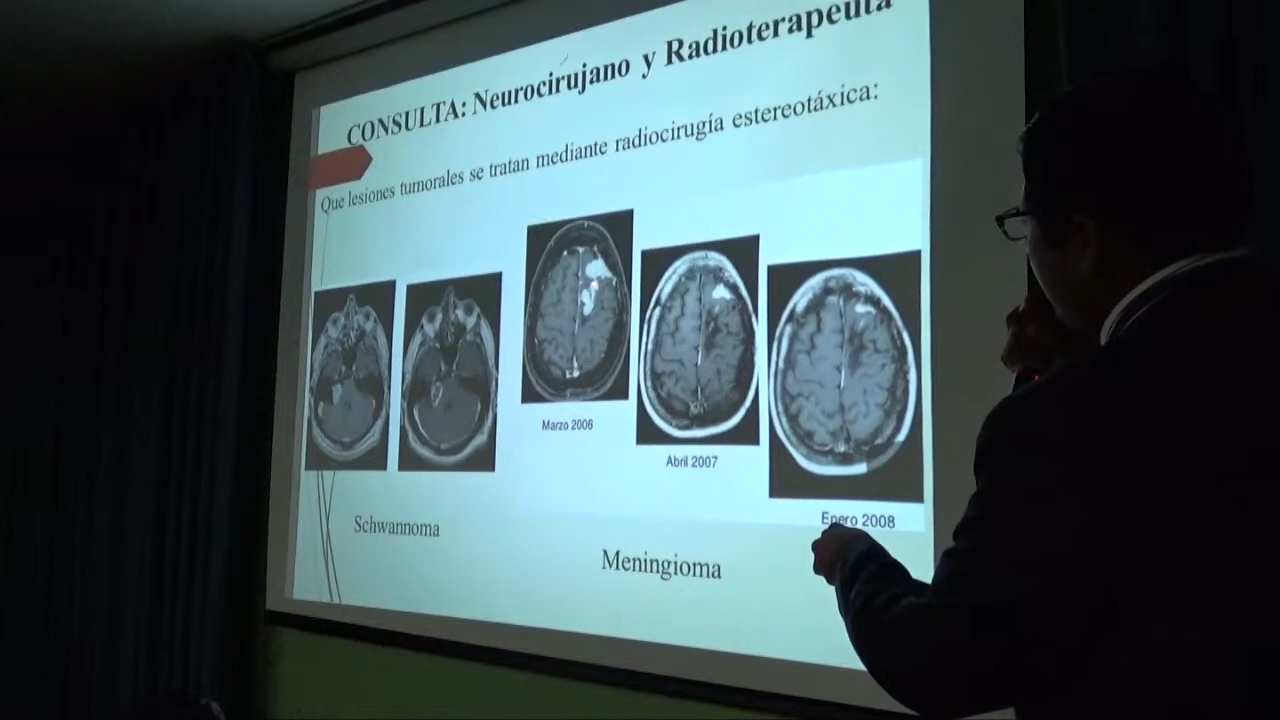 CONSULTA: Neurocirujano y Radioterapeuta
Que lesiones tumorales se tratan mediante radiocirugía estereotáxica:
Marzo 2006
Abril 2007
Enero 2008
Schwannoma
Meningioma